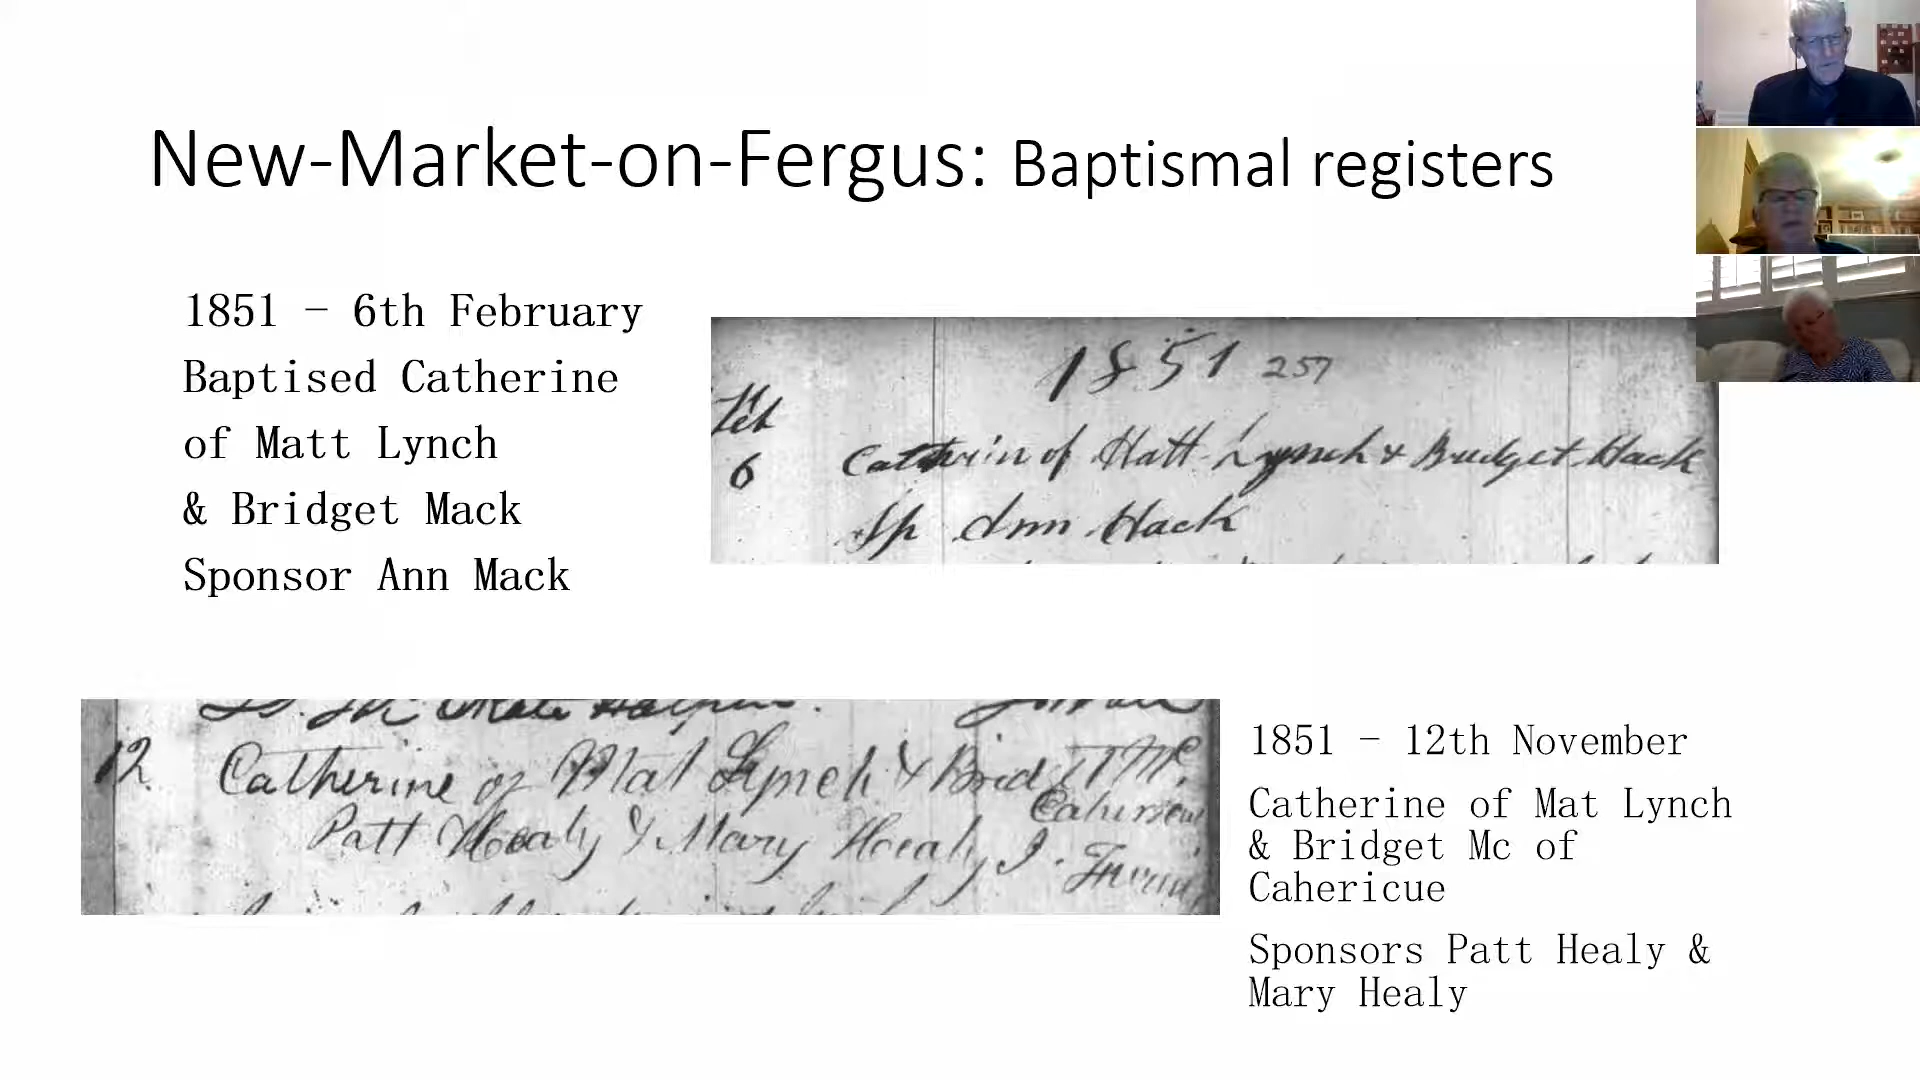 New-Market-on-Fergus: Baptismal registers
1851 – 6th February
Baptised Catherine
of Matt Lynch
& Bridget Mack
Sponsor Ann Mack
1851 257
Feb
6 Catherin of Matt Lynch & Bridget Mack
Sp Ann Mack
12 Catherine of Mat Lynch & Bridgt Mc
Patt Healy & Mary Healy J.
1851 – 12th November
Catherine of Mat Lynch
& Bridget Mc of
Cahericue
Sponsors Patt Healy &
Mary Healy